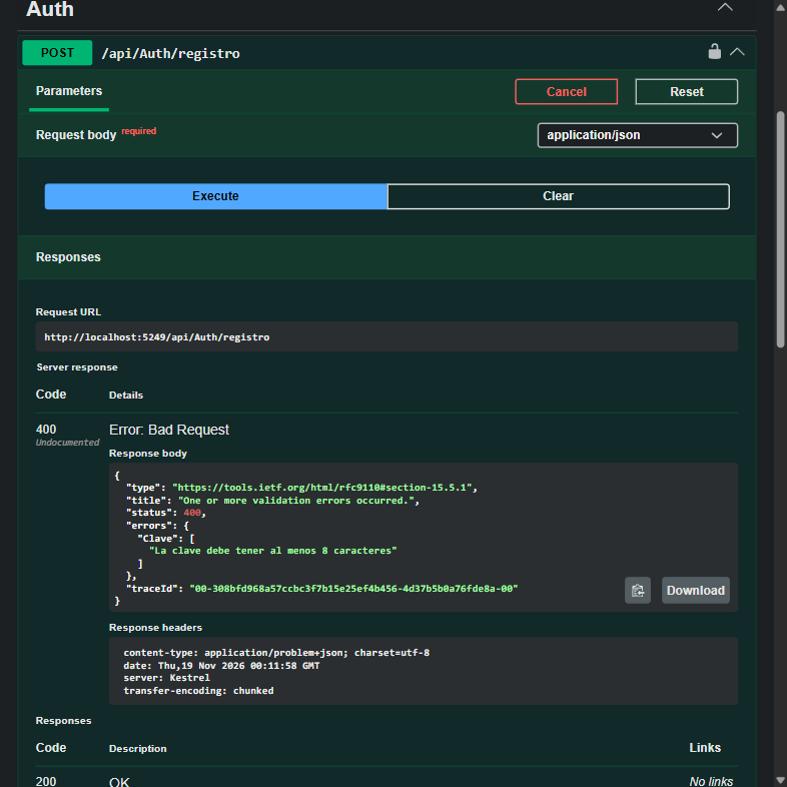 Auth
POST /api/Auth/registro
Parameters
Cancel
Reset
Request body required
application/json
Execute
Clear
Responses
Request URL
http://localhost:5249/api/Auth/registro
Server response
Code Details
400 Error: Bad Request
Undocumented
Response body
{
"type": "https://tools.ietf.org/html/rfc9110#section-15.5.1",
"title": "One or more validation errors occurred.",
"status": 400,
"errors": {
"Clave": [
"La clave debe tener al menos 8 caracteres"
]
},
"traceId": "00-308bfd968a57ccbc3f7b15e25ef4b456-4d37b5b0a76fde8a-00"
}
Download
Response headers
content-type: application/problem+json; charset=utf-8
date: Thu,19 Nov 2026 00:11:58 GMT
server: Kestrel
transfer-encoding: chunked
Responses
Code Description Links
200 OK No links